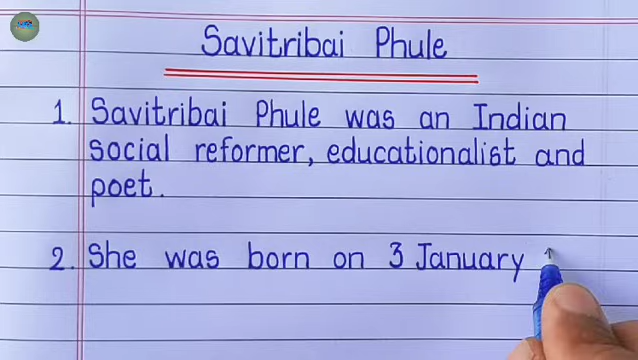 Savitribai Phule
1. Savitribai Phule was an Indian
social reformer, educationalist and
poet.
2. She was born on 3 January